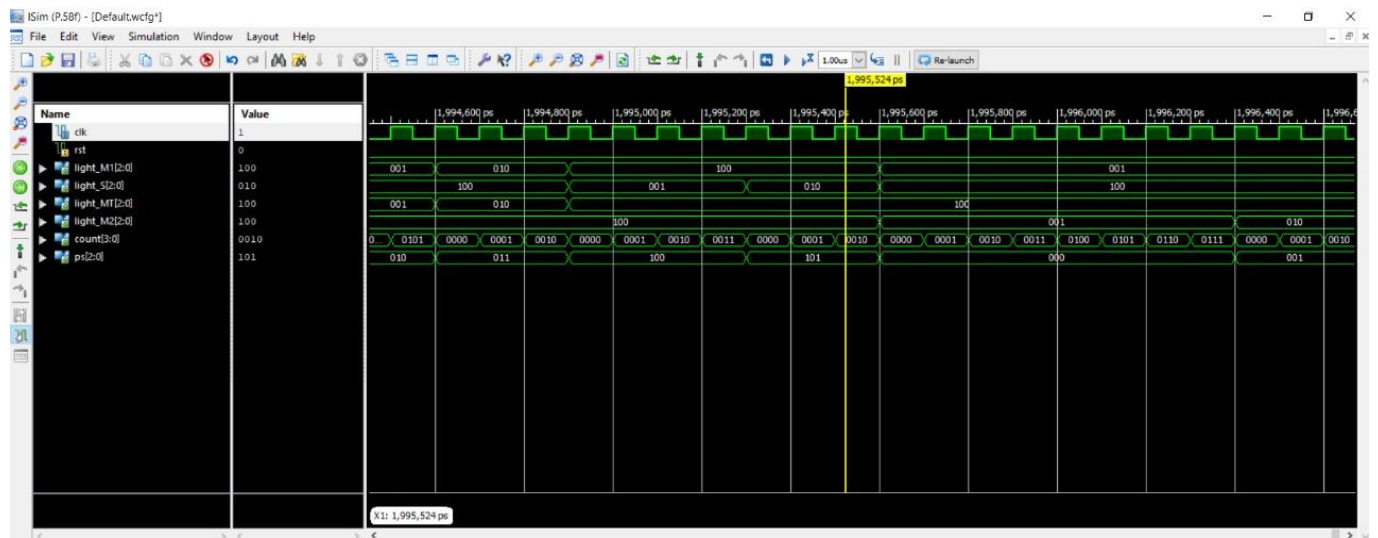 ISim (P.58f) - [Default.wcfg*]
File Edit View Simulation Window Layout Help
1.00us Re-launch
1,995,524 ps
Name Value 1,994,600 ps 1,994,800 ps 1,995,000 ps 1,995,200 ps 1,995,400 ps 1,995,600 ps 1,995,800 ps 1,996,000 ps 1,996,200 ps 1,996,400 ps 1,996,6
clk 1
rst 0
light_M1[2:0] 100 001 010 100 001
light_S[2:0] 010 100 001 010 100
light_MT[2:0] 100 001 010 100
light_M2[2:0] 100 100 001 010
count[3:0] 0010 0... 0101 0000 0001 0010 0000 0001 0010 0011 0000 0001 0010 0000 0001 0010 0011 0100 0101 0110 0111 0000 0001 0010
ps[2:0] 101 010 011 100 101 000 001
X1: 1,995,524 ps